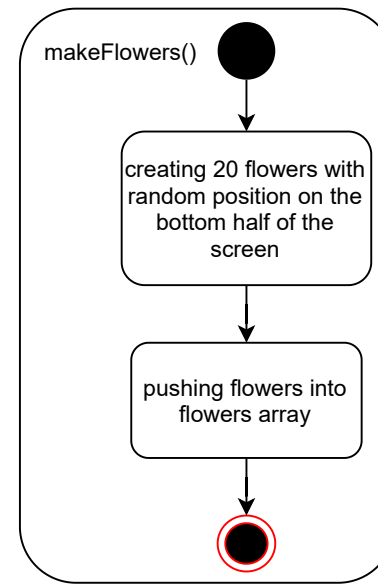 makeFlowers()
creating 20 flowers with
random position on the
bottom half of the
screen
pushing flowers into
flowers array